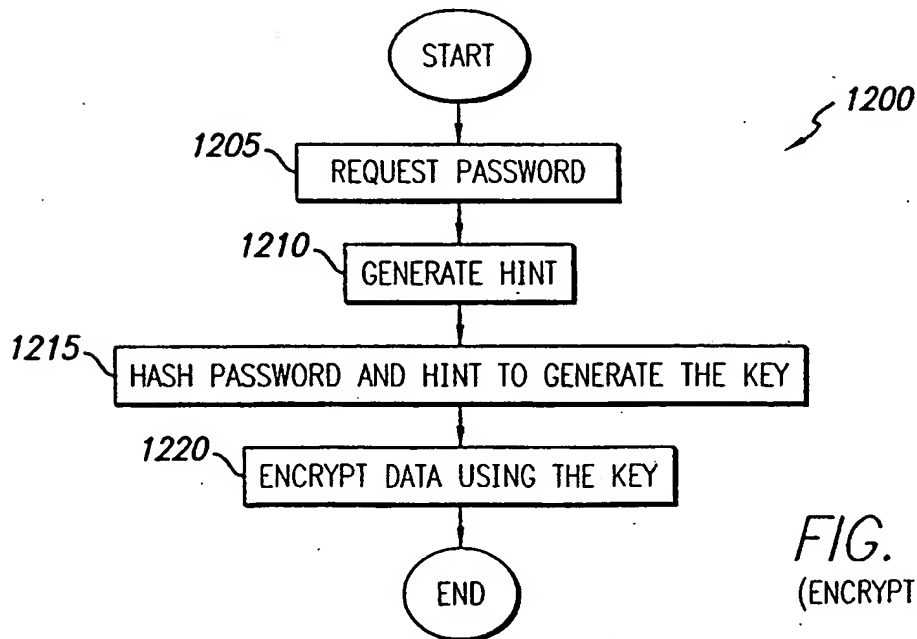 START
1200
1205
REQUEST PASSWORD
1210
GENERATE HINT
1215
HASH PASSWORD AND HINT TO GENERATE THE KEY
1220
ENCRYPT DATA USING THE KEY
END
FIG.
(ENCRYPT